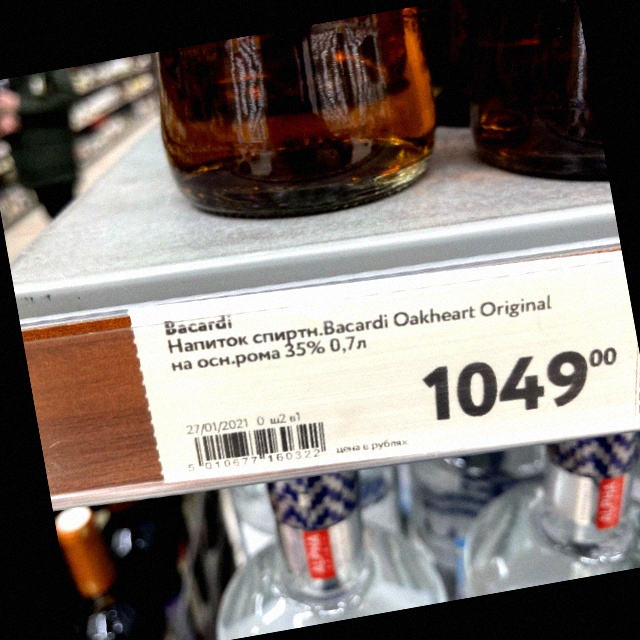 Bacardi
Напиток спиртн.Bacardi Oakheart Original
на осн.рома 35% 0,7л
1049⁰⁰
27/01/2021 0 ш2 в1
5 010677 160322
цена в рублях